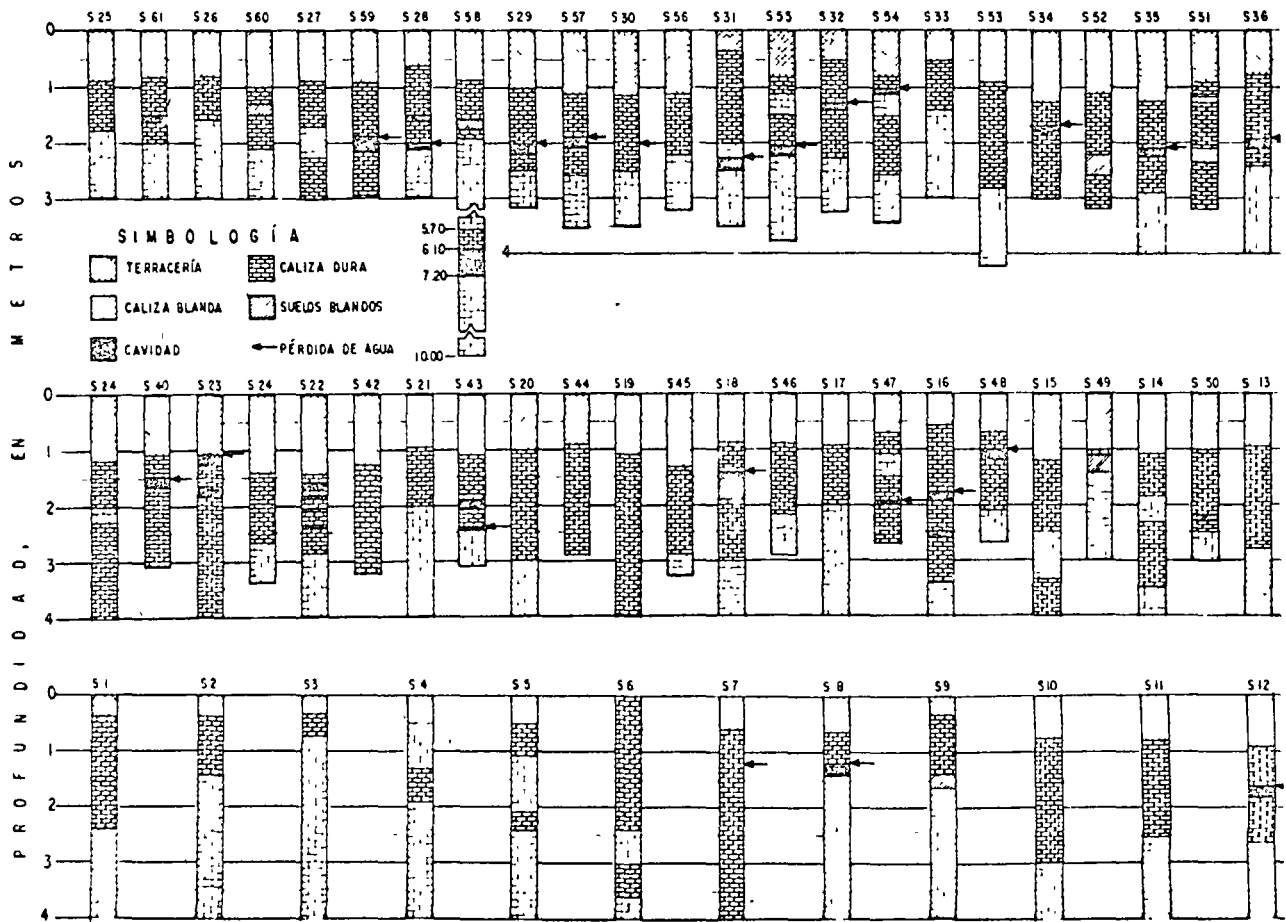 S 25 S 61 S 26 S 60 S 27 S 59 S 28 S 58 S 29 S 57 S 30 S 56 S 31 S 55 S 32 S 54 S 33 S 53 S 34 S 52 S 35 S 51 S 36
0
1
2
3
4
SIMBOLOGÍA
TERRACERÍA
CALIZA DURA
CALIZA BLANDA
SUELOS BLANDOS
CAVIDAD
PÉRDIDA DE AGUA
5.70
6.10
7.20
10.00
PROFUNDIDAD, EN METROS
S 24 S 40 S 23 S 24 S 22 S 42 S 21 S 43 S 20 S 44 S 19 S 45 S 18 S 46 S 17 S 47 S 16 S 48 S 15 S 49 S 14 S 50 S 13
0
1
2
3
4
S 1 S 2 S 3 S 4 S 5 S 6 S 7 S 8 S 9 S 10 S 11 S 12
0
1
2
3
4